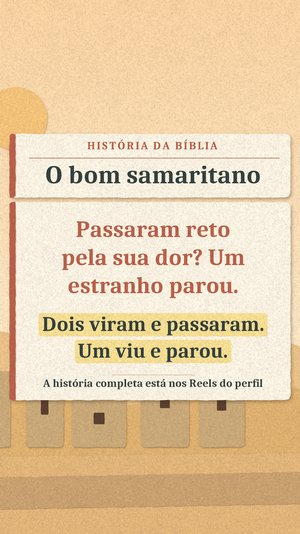 HISTÓRIA DA BÍBLIA
O bom samaritano
Passaram reto
pela sua dor? Um
estranho parou.
Dois viram e passaram.
Um viu e parou.
A história completa está nos Reels do perfil